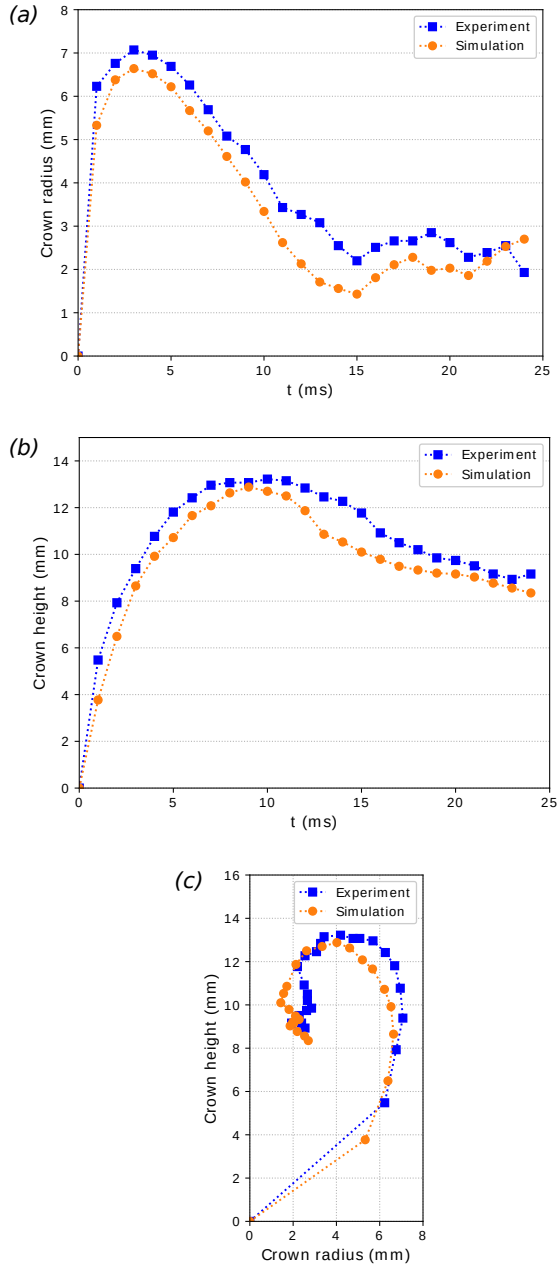 (a)
8
7
6
5
4
3
2
1
0
Crown radius (mm)
Experiment
Simulation
0 5 10 15 20 25
t (ms)
(b)
14
12
10
8
6
4
2
0
Crown height (mm)
Experiment
Simulation
0 5 10 15 20 25
t (ms)
(c)
16
14
12
10
8
6
4
2
0
Crown height (mm)
Experiment
Simulation
0 2 4 6 8
Crown radius (mm)